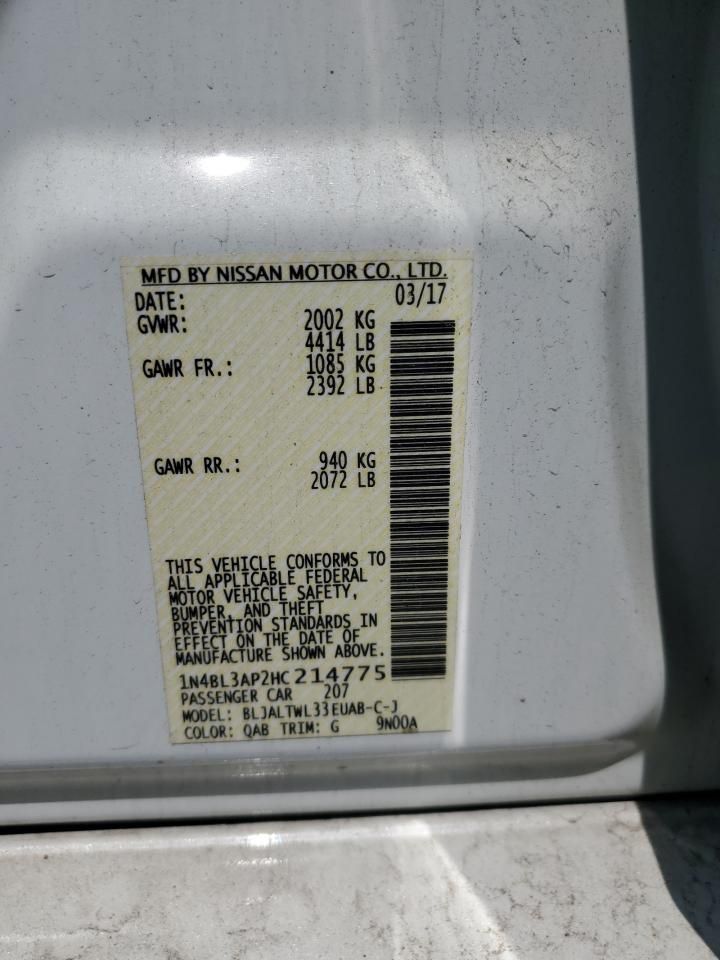 MFD BY NISSAN MOTOR CO., LTD.
DATE: 03/17
GVWR: 2002 KG
4414 LB
GAWR FR.: 1085 KG
2392 LB
GAWR RR.: 940 KG
2072 LB
THIS VEHICLE CONFORMS TO
ALL APPLICABLE FEDERAL
MOTOR VEHICLE SAFETY,
BUMPER, AND THEFT
PREVENTION STANDARDS IN
EFFECT ON THE DATE OF
MANUFACTURE SHOWN ABOVE.
1N4BL3AP2HC214775
PASSENGER CAR 207
MODEL: BLJALTWL33EUAB-C-J
COLOR: QAB TRIM: G 9N00A